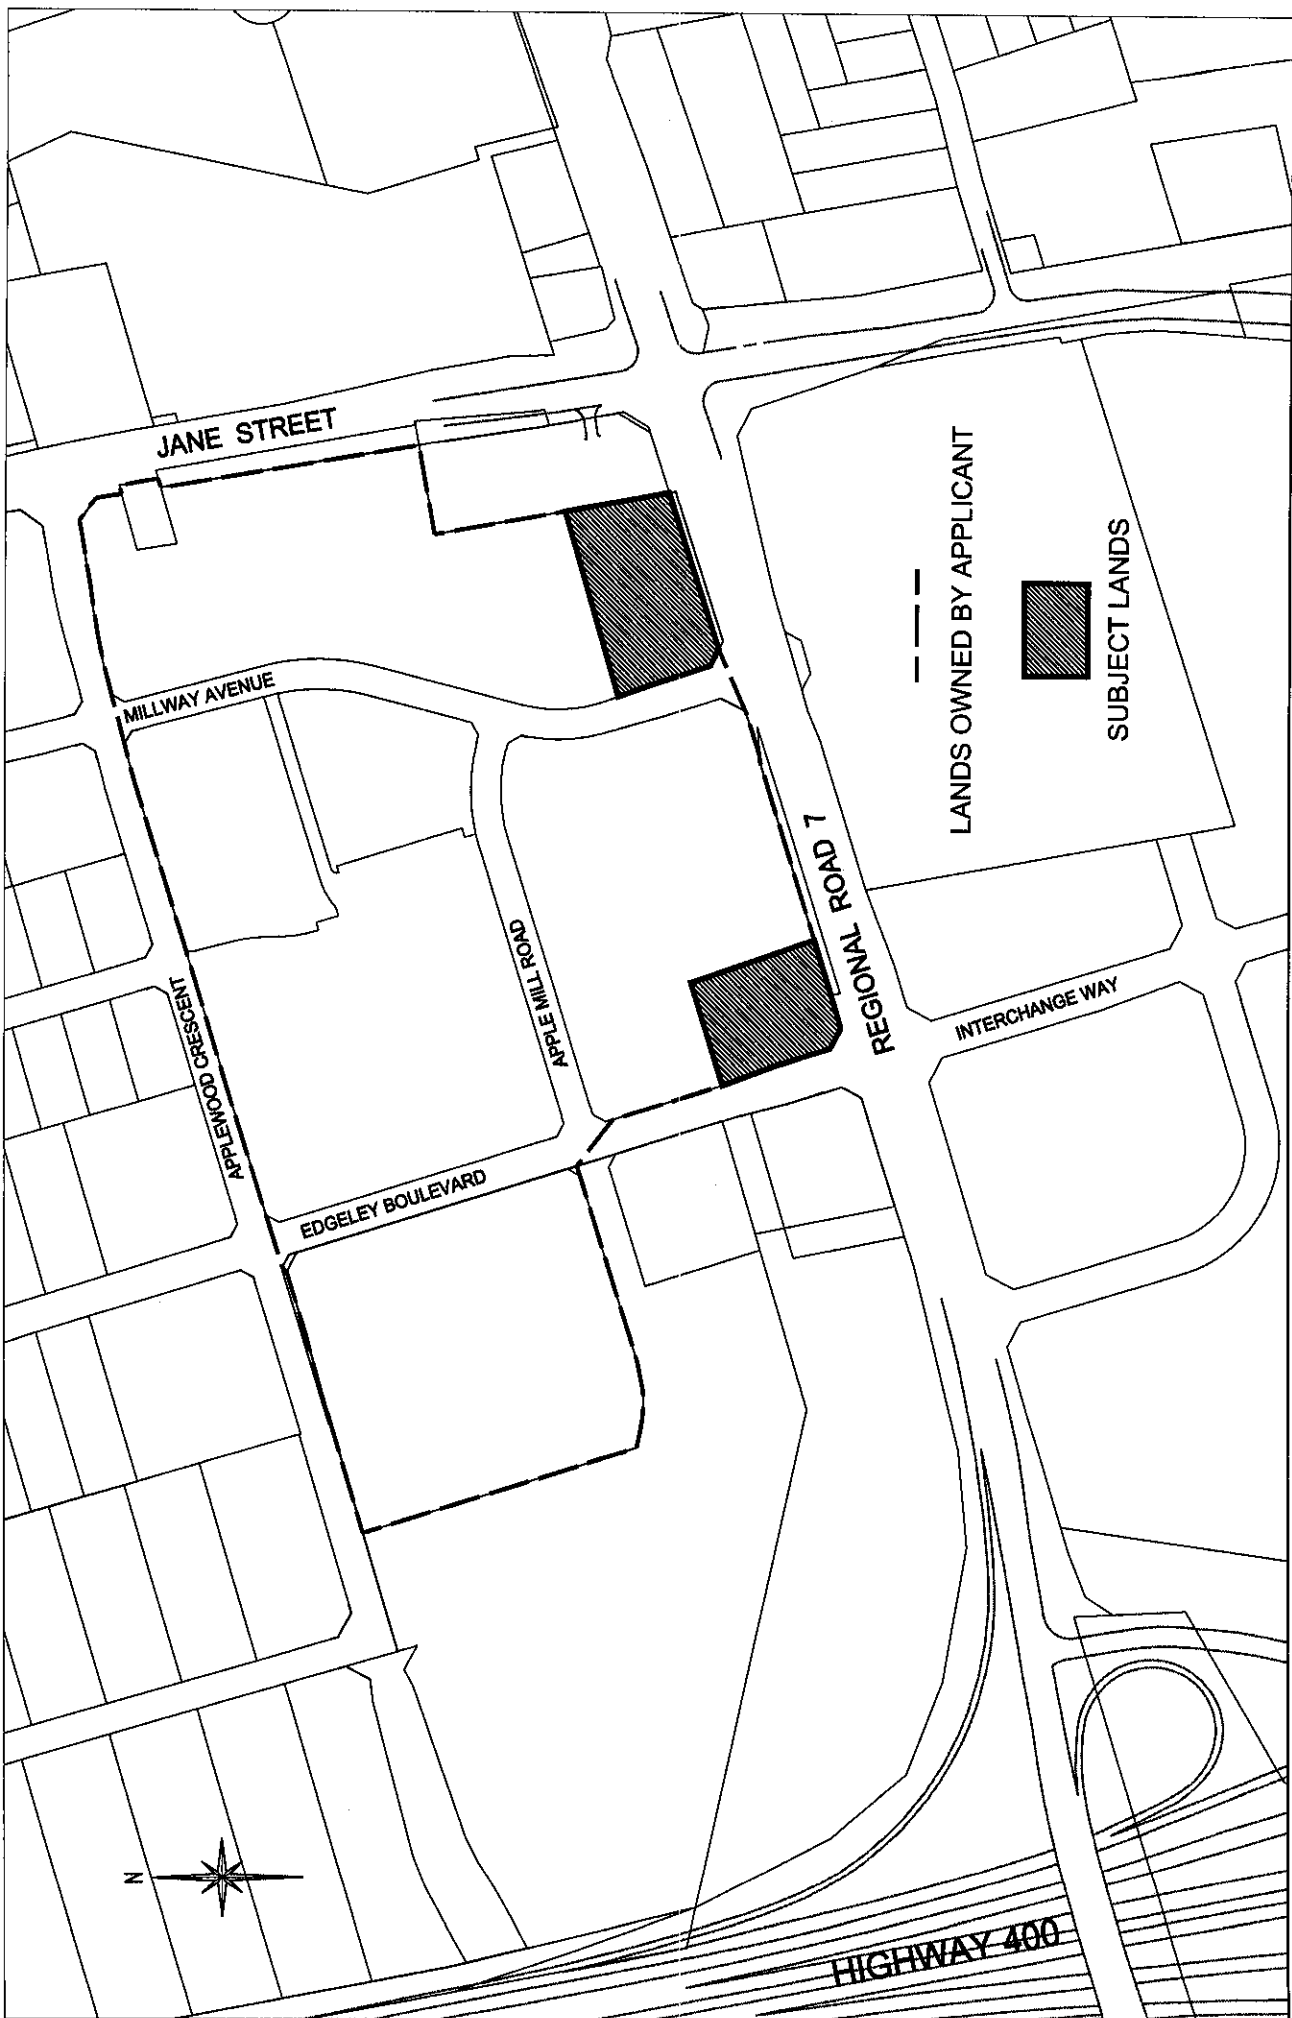 JANE STREET
MILLWAY AVENUE
APPLEWOOD CRESCENT
APPLE MILL ROAD
EDGELEY BOULEVARD
REGIONAL ROAD 7
INTERCHANGE WAY
HIGHWAY 400
N
LANDS OWNED BY APPLICANT
SUBJECT LANDS